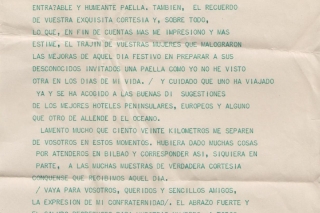 ENTRAÑABLE Y HUMEANTE PAELLA. TAMBIEN, EL RECUERDO
DE VUESTRA EXQUISITA CORTESIA Y, SOBRE TODO,
LO QUE, EN FIN DE CUENTAS MAS ME IMPRESIONO Y MAS
ESTIME, EL TRAJIN DE VUESTRAS MUJERES QUE MALOGRARON
LAS MEJORAS DE AQUEL DIA FESTIVO EN PREPARAR A SUS
DESCONOCIDOS INVITADOS UNA PAELLA COMO YO NO HE VISTO
OTRA EN LOS DIAS DE MI VIDA. / Y CUIDADO QUE UNO HA VIAJADO
YA Y SE HA ACOGIDO A LAS BUENAS DI SUGESTIONES
DE LOS MEJORES HOTELES PENINSULARES, EUROPEOS Y ALGUNO
QUE OTRO DE ALLENDE D EL OCEANO.
LAMENTO MUCHO QUE CIENTO VEINTE KILOMETROS ME SEPAREN
DE VOSOTROS EN ESTOS MOMENTOS. HUBIERA DADO MUCHAS COSAS
POR ATENDEROS EN BILBAO Y CORRESPONDER ASI, SIQUIERA EN
PARTE, A LAS MUCHAS MUESTRAS DE VERDADERA CORTESIA
CONQUENSE QUE RECIBIMOS AQUEL DIA.
/ VAYA PARA VOSOTROS, QUERIDOS Y SENCILLOS AMIGOS,
LA EXPRESION DE MI CONFRATERNIDAD/. EL ABRAZO FUERTE Y